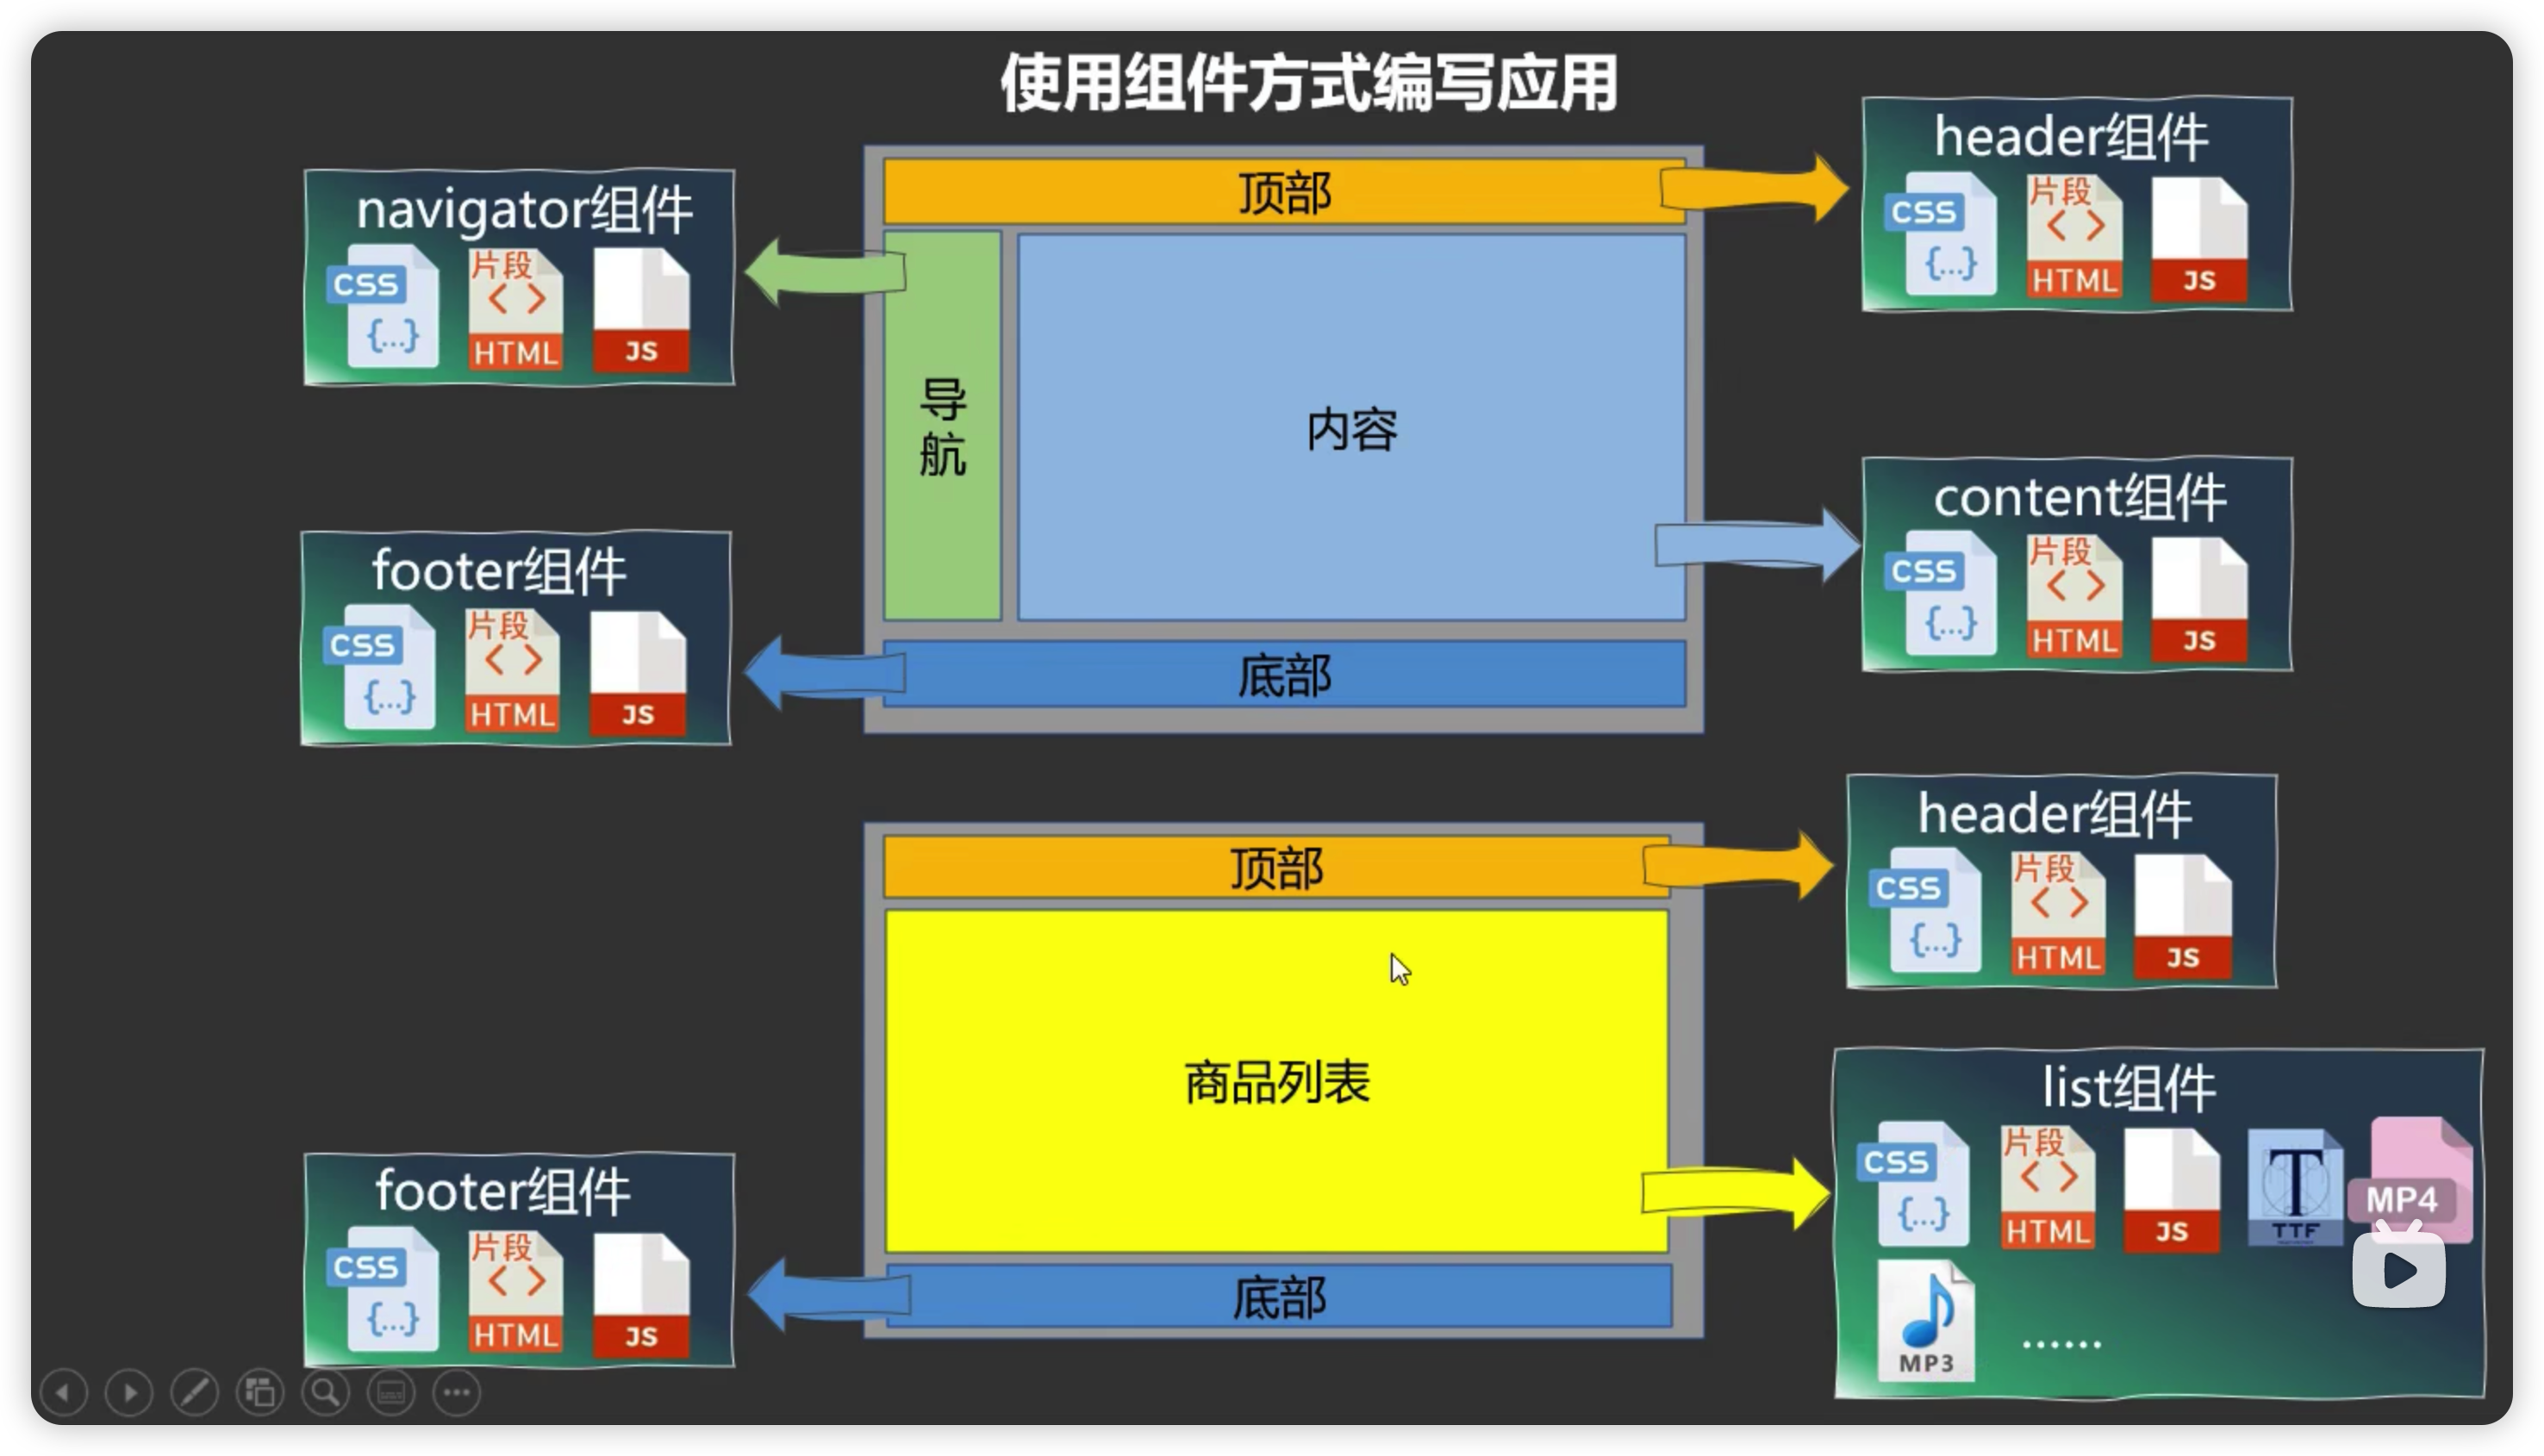 使用组件方式编写应用
navigator组件
CSS
{...}
片段
< >
HTML
JS
顶部
header组件
CSS
{...}
片段
< >
HTML
JS
导
航
内容
footer组件
CSS
{...}
片段
< >
HTML
JS
content组件
CSS
{...}
片段
< >
HTML
JS
底部
顶部
header组件
CSS
{...}
片段
< >
HTML
JS
商品列表
list组件
CSS
{...}
片段
< >
HTML
JS
T
TTF
MP4
MP3
......
footer组件
CSS
{...}
片段
< >
HTML
JS
底部